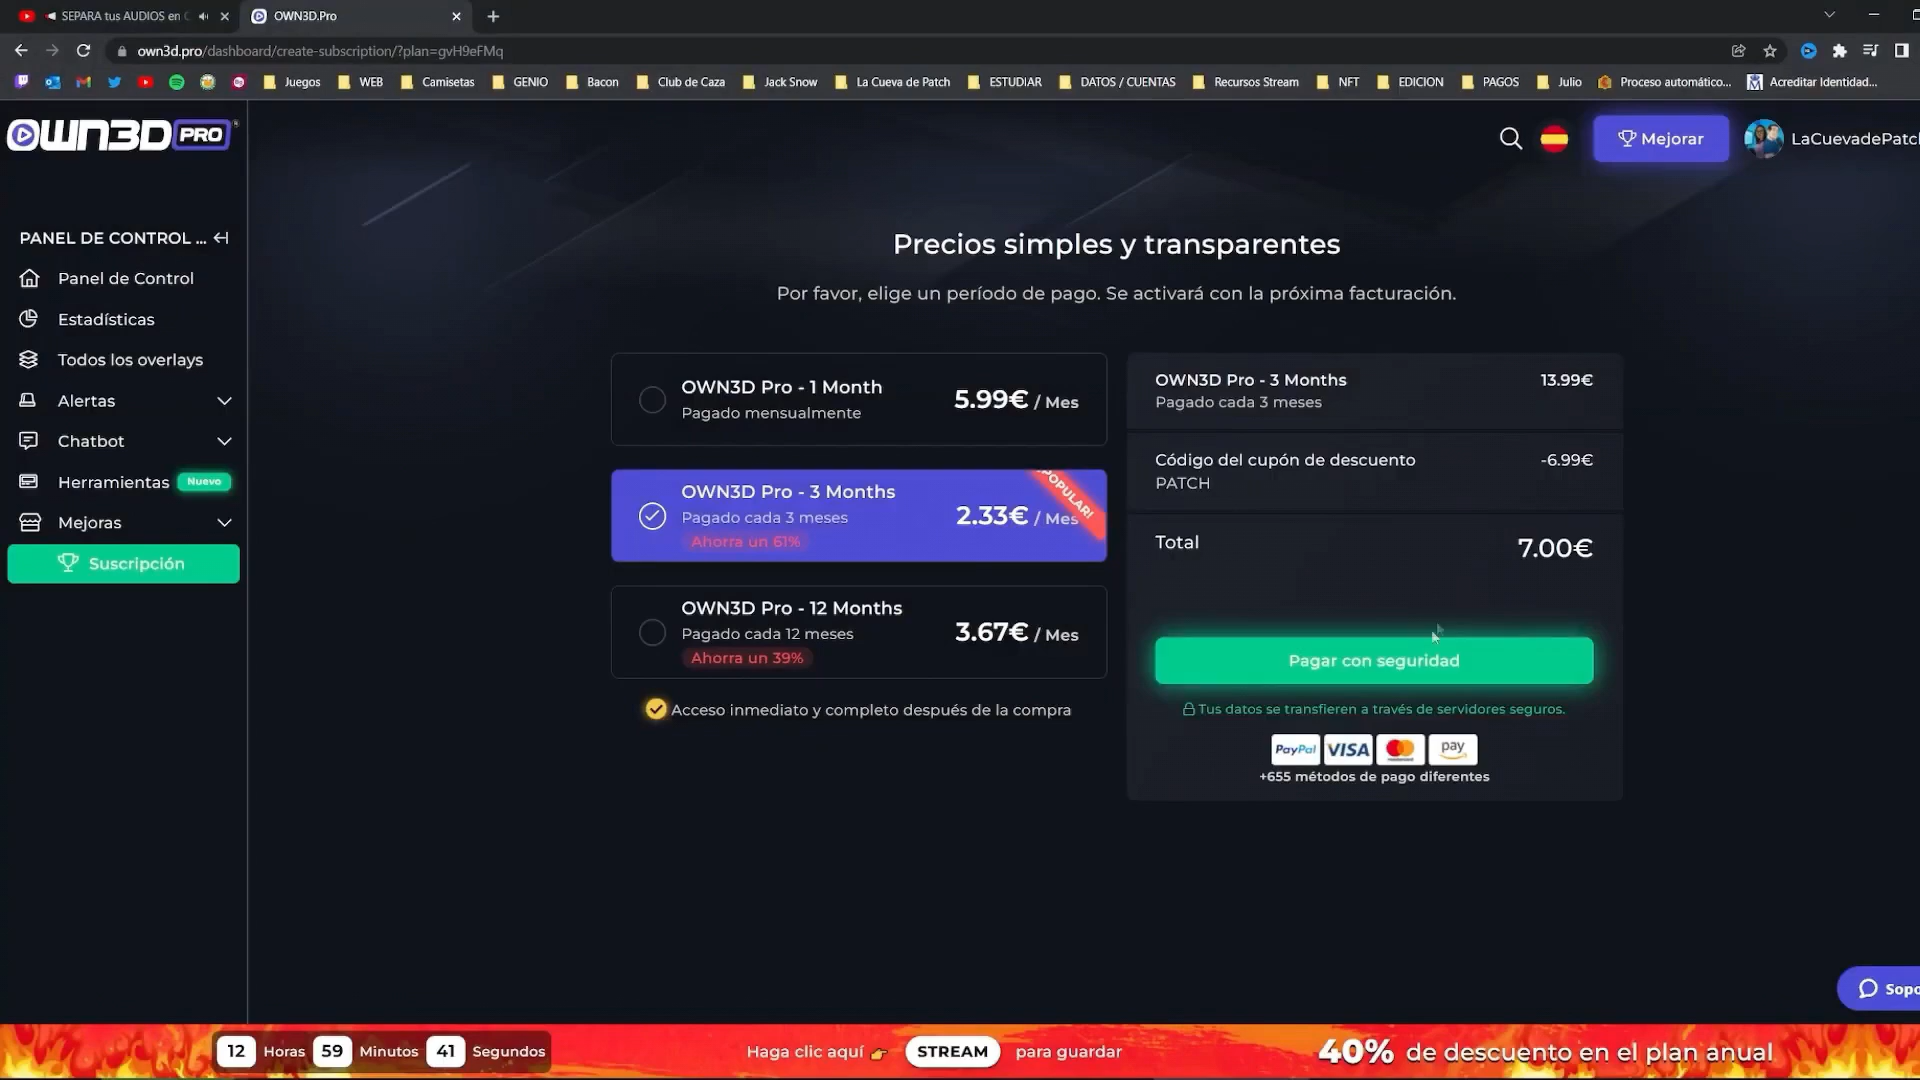 SEPARA tus AUDIOS en
OWN3D.Pro
own3d.pro/dashboard/create-subscription/?plan=gvH9eFMq
Juegos
WEB
Camisetas
GENIO
Bacon
Club de Caza
Jack Snow
La Cueva de Patch
ESTUDIAR
DATOS / CUENTAS
Recursos Stream
NFT
EDICION
PAGOS
Julio
Proceso automático...
Acreditar Identidad...
OWN3D PRO
Mejorar
LaCuevadePatch
PANEL DE CONTROL ...
Panel de Control
Estadísticas
Todos los overlays
Alertas
Chatbot
Herramientas Nuevo
Mejoras
Suscripción
Precios simples y transparentes
Por favor, elige un período de pago. Se activará con la próxima facturación.
OWN3D Pro - 1 Month
Pagado mensualmente
5.99€ / Mes
OWN3D Pro - 3 Months
Pagado cada 3 meses
Ahorra un 61%
2.33€ / Mes
POPULAR!
OWN3D Pro - 12 Months
Pagado cada 12 meses
Ahorra un 39%
3.67€ / Mes
Acceso inmediato y completo después de la compra
OWN3D Pro - 3 Months 13.99€
Pagado cada 3 meses
Código del cupón de descuento -6.99€
PATCH
Total 7.00€
Pagar con seguridad
Tus datos se transfieren a través de servidores seguros.
PayPal VISA mastercard pay
+655 métodos de pago diferentes
Sopo
12 Horas 59 Minutos 41 Segundos
Haga clic aquí STREAM para guardar
40% de descuento en el plan anual